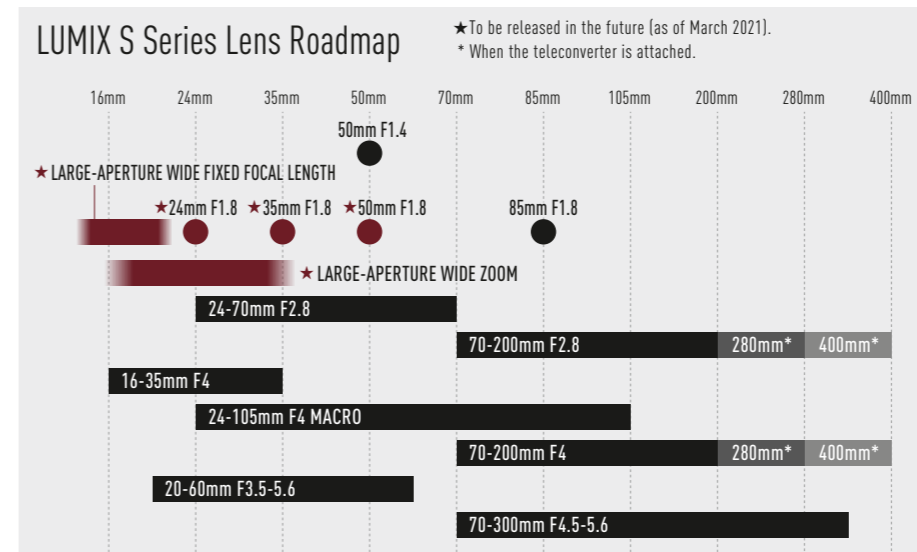 LUMIX S Series Lens Roadmap
★To be released in the future (as of March 2021).
* When the teleconverter is attached.
16mm 24mm 35mm 50mm 70mm 85mm 105mm 200mm 280mm 400mm
50mm F1.4
★ LARGE-APERTURE WIDE FIXED FOCAL LENGTH
★24mm F1.8 ★35mm F1.8 ★50mm F1.8 85mm F1.8
★ LARGE-APERTURE WIDE ZOOM
24-70mm F2.8
70-200mm F2.8 280mm* 400mm*
16-35mm F4
24-105mm F4 MACRO
70-200mm F4 280mm* 400mm*
20-60mm F3.5-5.6
70-300mm F4.5-5.6